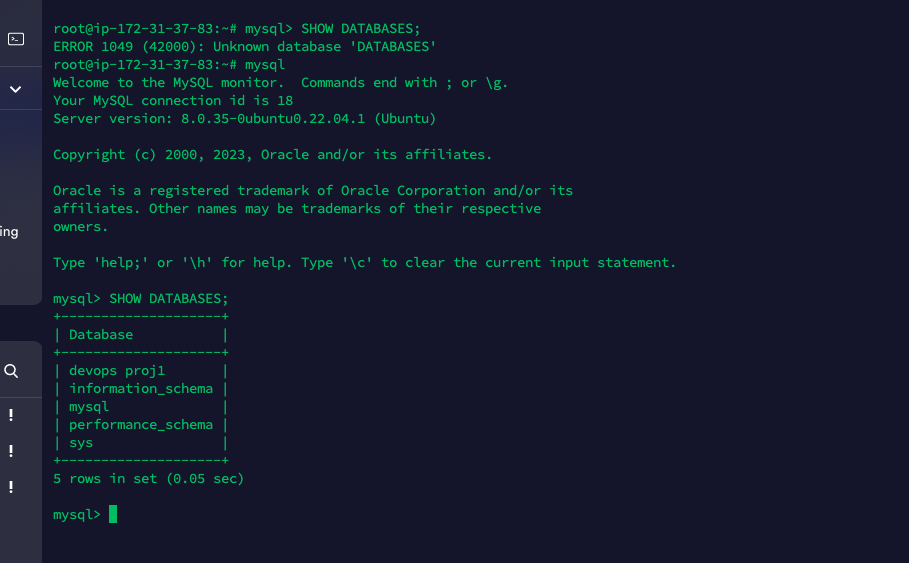 root@ip-172-31-37-83:~# mysql> SHOW DATABASES;
ERROR 1049 (42000): Unknown database 'DATABASES'
root@ip-172-31-37-83:~# mysql
Welcome to the MySQL monitor.  Commands end with ; or \g.
Your MySQL connection id is 18
Server version: 8.0.35-0ubuntu0.22.04.1 (Ubuntu)

Copyright (c) 2000, 2023, Oracle and/or its affiliates.

Oracle is a registered trademark of Oracle Corporation and/or its
affiliates. Other names may be trademarks of their respective
owners.

Type 'help;' or '\h' for help. Type '\c' to clear the current input statement.

mysql> SHOW DATABASES;
+--------------------+
| Database           |
+--------------------+
| devops proj1       |
| information_schema |
| mysql              |
| performance_schema |
| sys                |
+--------------------+
5 rows in set (0.05 sec)

mysql>
ing
!
!
!